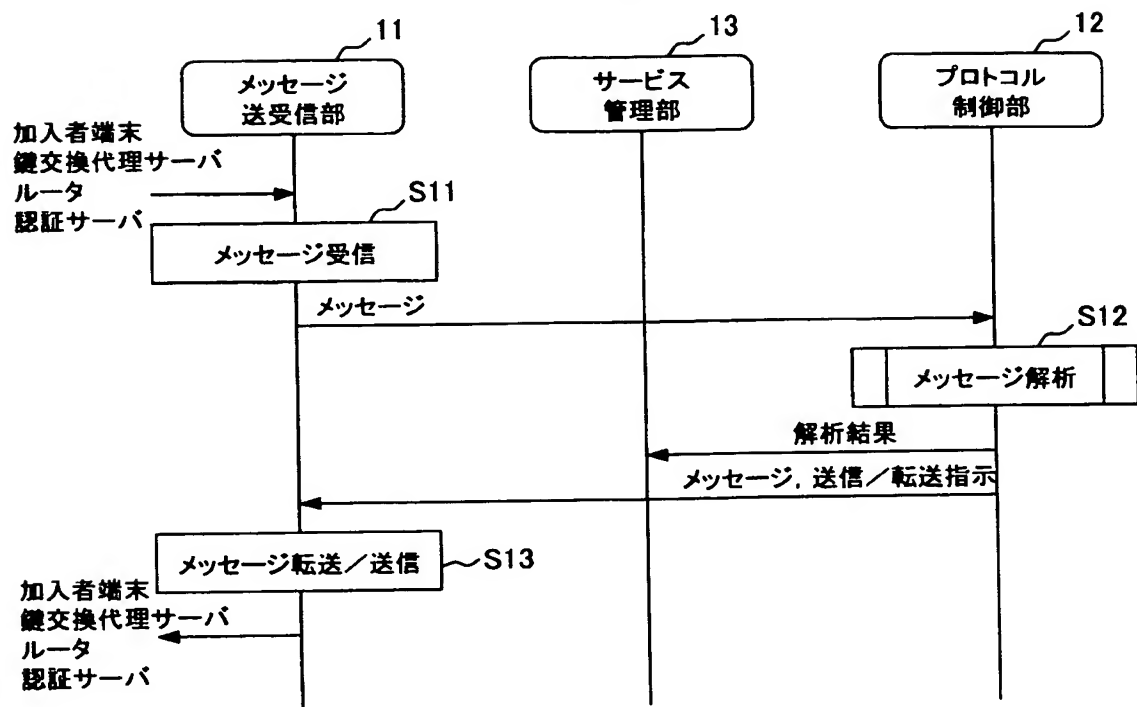 11
13
12
メッセージ
送受信部
サービス
管理部
プロトコル
制御部
加入者端末
鍵交換代理サーバ
ルータ
認証サーバ
S11
メッセージ受信
メッセージ
S12
メッセージ解析
解析結果
メッセージ, 送信／転送指示
メッセージ転送／送信
S13
加入者端末
鍵交換代理サーバ
ルータ
認証サーバ